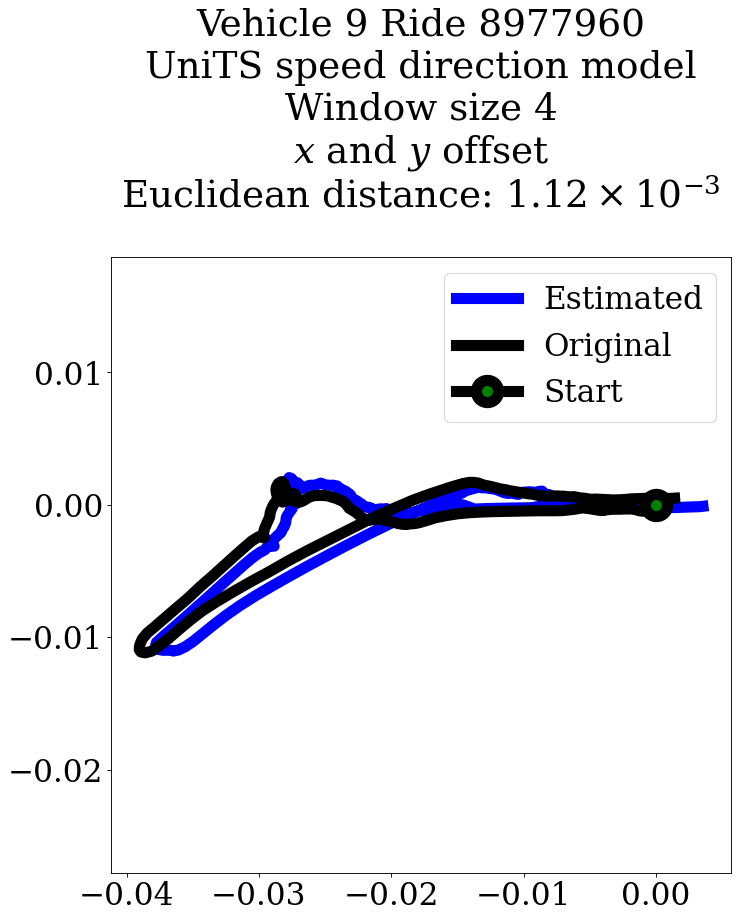 Vehicle 9 Ride 8977960
UniTS speed direction model
Window size 4
x and y offset
Euclidean distance: 1.12 × 10⁻³
Estimated
Original
Start
0.01
0.00
−0.01
−0.02
−0.04 −0.03 −0.02 −0.01 0.00